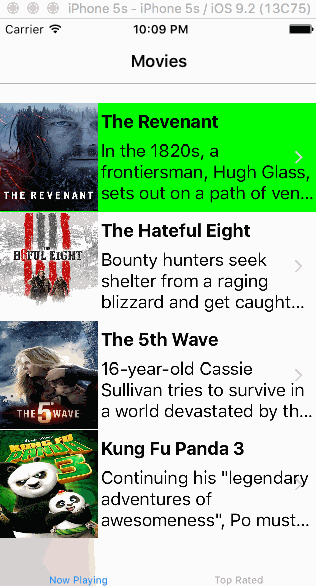 iPhone 5s - iPhone 5s / iOS 9.2 (13C75)
Carrier 10:09 PM
Movies
THE REVENANT
The Revenant
In the 1820s, a
frontiersman, Hugh Glass,
sets out on a path of ven...
THE
HATEFUL EIGHT
The Hateful Eight
Bounty hunters seek
shelter from a raging
blizzard and get caught...
THE 5 WAVE
The 5th Wave
16-year-old Cassie
Sullivan tries to survive in
a world devastated by th...
KUNG FU
PANDA 3
Kung Fu Panda 3
Continuing his "legendary
adventures of
awesomeness", Po must...
Now Playing Top Rated